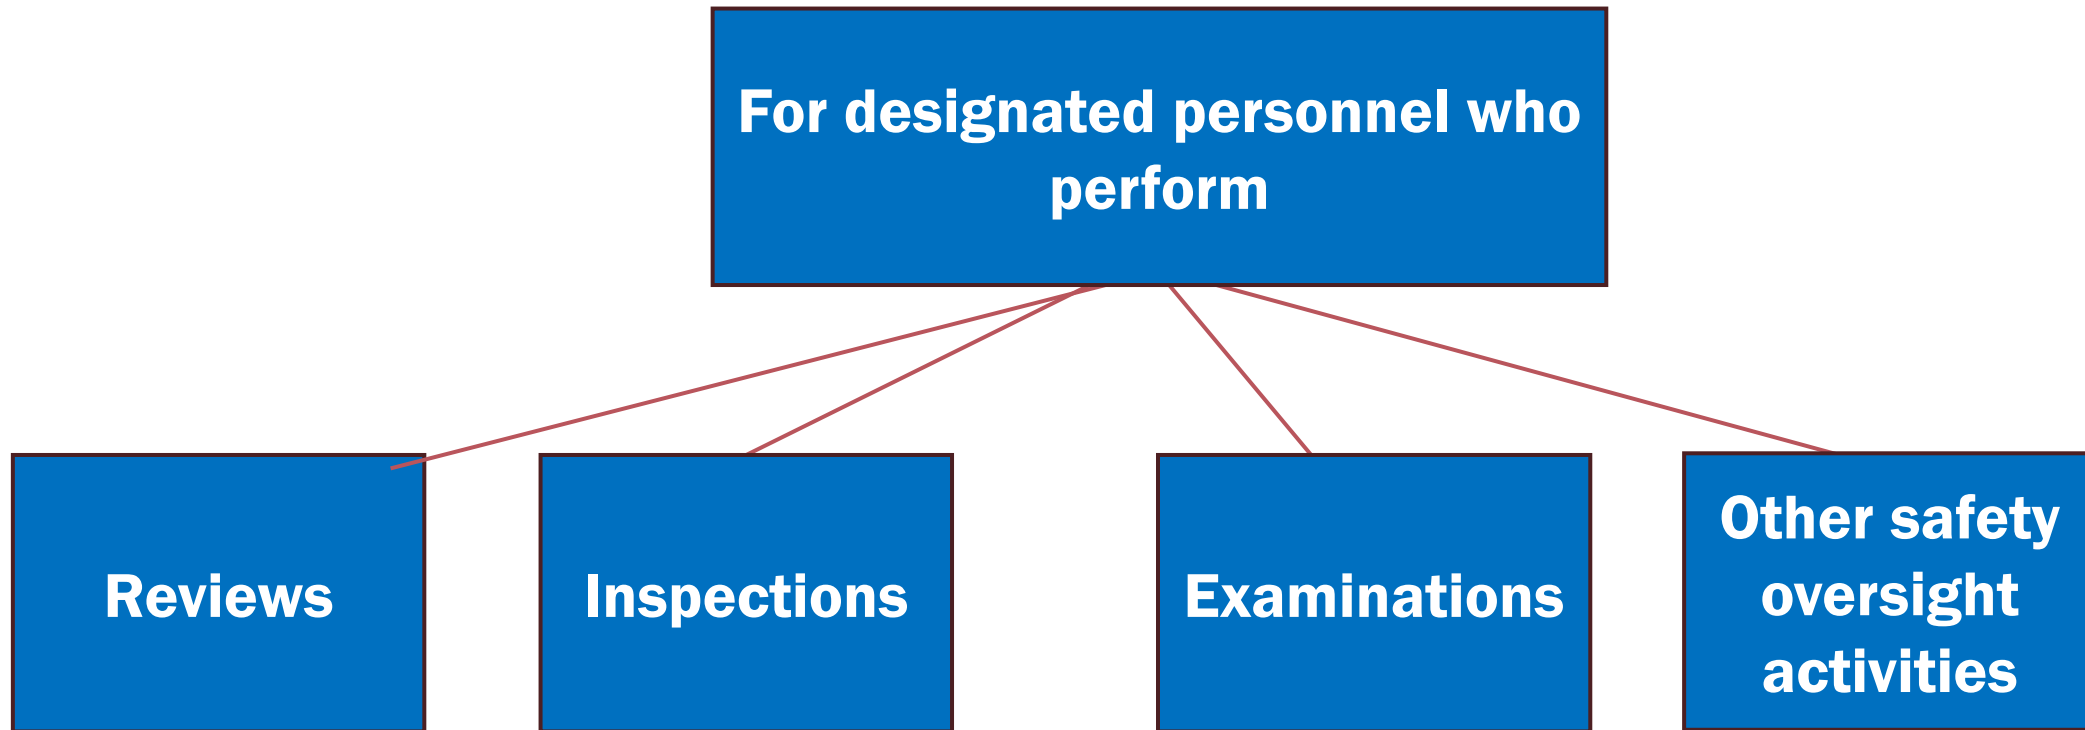 For designated personnel who
perform
Reviews
Inspections
Examinations
Other safety
oversight
activities